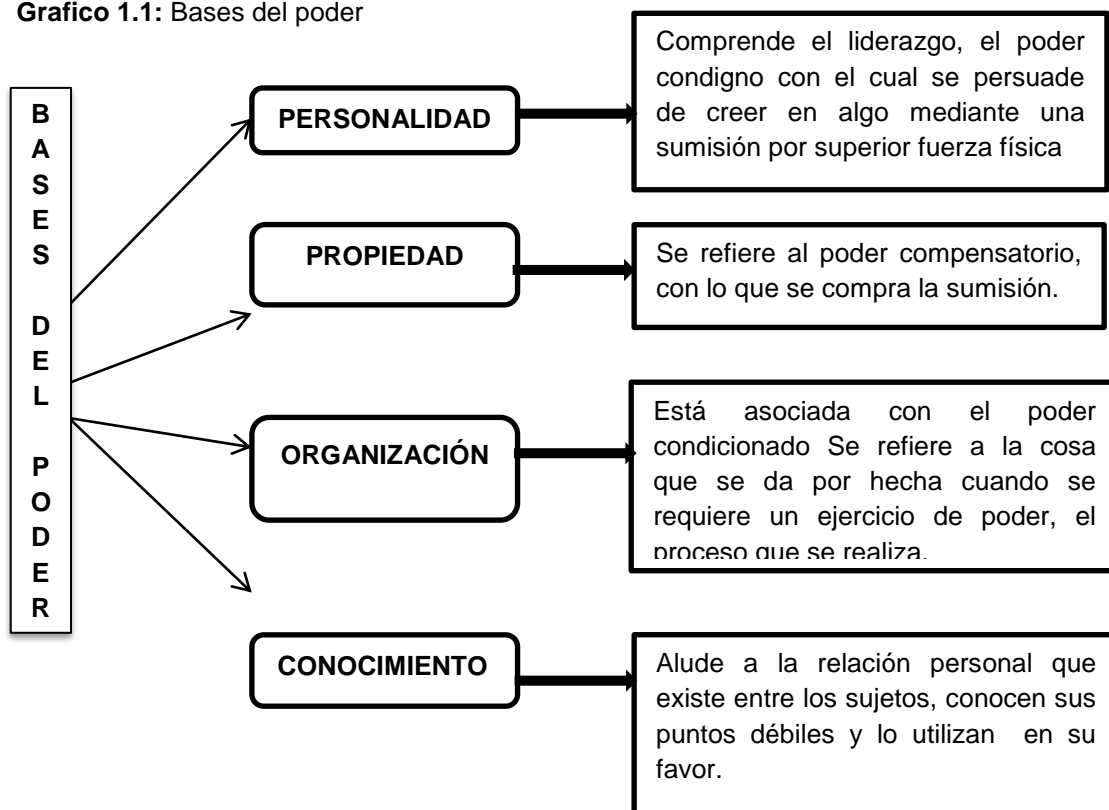 Grafico 1.1: Bases del poder
BASES DEL PODER
PERSONALIDAD
Comprende el liderazgo, el poder
condigno con el cual se persuade
de creer en algo mediante una
sumisión por superior fuerza física
PROPIEDAD
Se refiere al poder compensatorio,
con lo que se compra la sumisión.
ORGANIZACIÓN
Está asociada con el poder
condicionado Se refiere a la cosa
que se da por hecha cuando se
requiere un ejercicio de poder, el
proceso que se realiza.
CONOCIMIENTO
Alude a la relación personal que
existe entre los sujetos, conocen sus
puntos débiles y lo utilizan en su
favor.